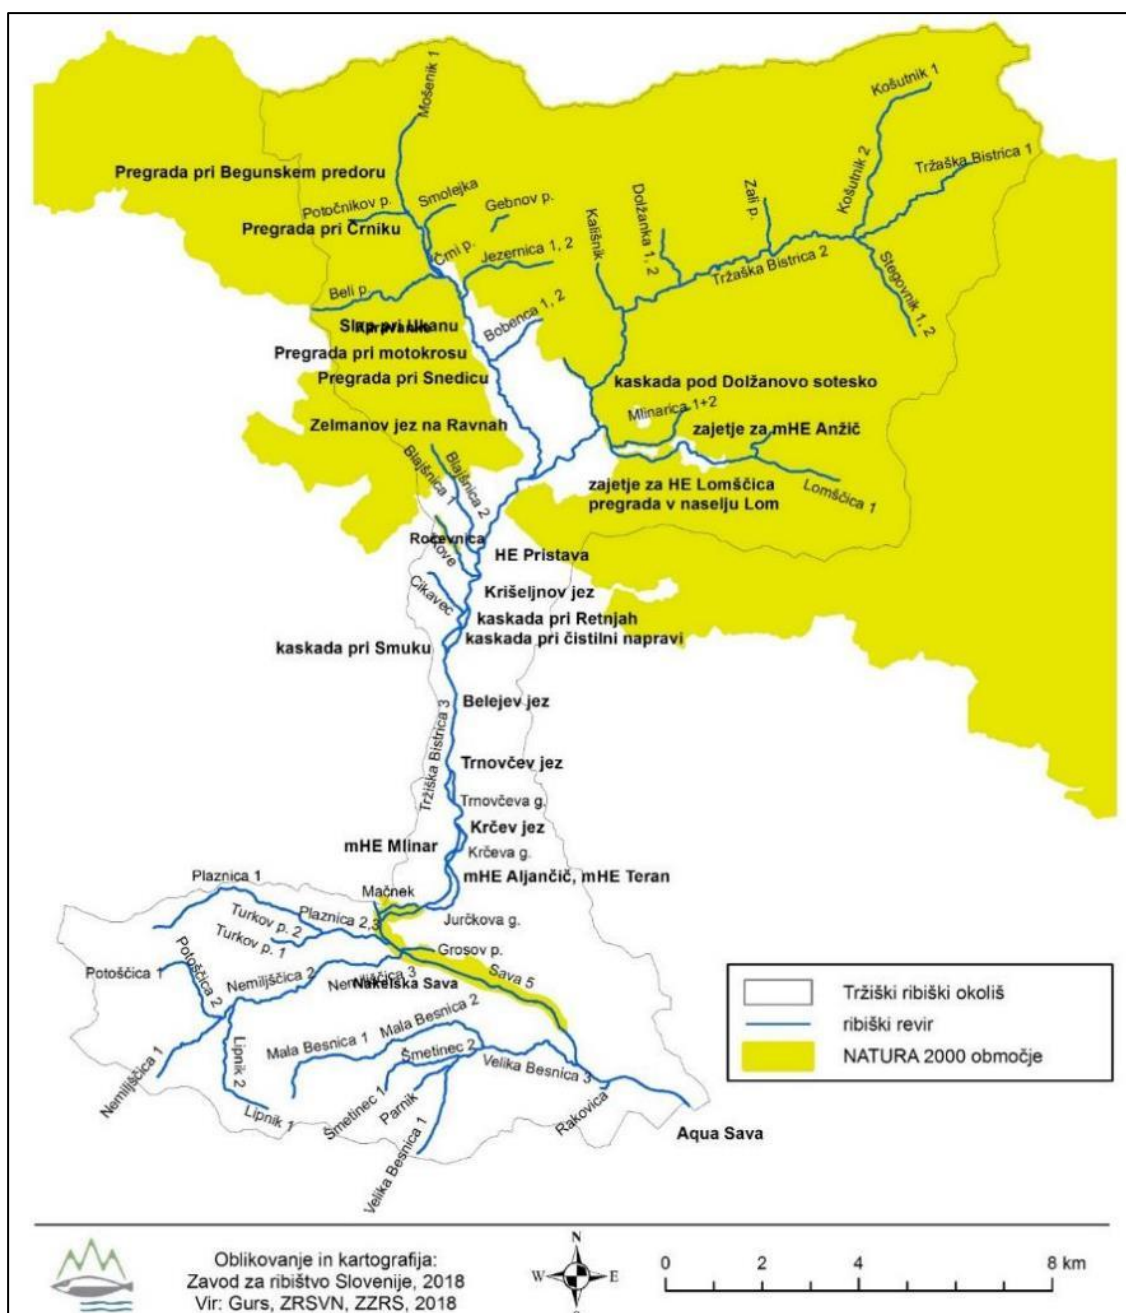 Mošenik 1
Košutnik 1
Košutnik 2
Tržaška Bistrica 1
Pregrada pri Begunskem predoru
Smolejka
Potočnikov p.
Gebnov p.
Pregrada pri Črniku
Dolžanka 1, 2
Zali p.
Kališnik
Črni p.
Jezernica 1, 2
Tržaška Bistrica 2
Stegovnik 1, 2
Beli p.
Slap pri Ukanu
Bobenca 1, 2
Pregrada pri motokrosu
Pregrada pri Snedicu
kaskada pod Dolžanovo sotesko
Mlinarica 1+2
Zelmanov jez na Ravnah
zajetje za mHE Anžič
Blajšnica 1
Blajšnica 2
zajetje za HE Lomščica
pregrada v naselju Lom
Lomščica 1
Ročevnica
HE Pristava
Cikavec
Krišeljnov jez
kaskada pri Retnjah
kaskada pri čistilni napravi
kaskada pri Smuku
Belejev jez
Tržiška Bistrica 3
Trnovčev jez
Trnovčeva g.
Krčev jez
mHE Mlinar
Krčeva g.
mHE Aljančič, mHE Teran
Plaznica 1
Mačnek
Turkov p. 2
Plaznica 2,3
Jurčkova g.
Turkov p. 1
Grosov p.
Potoščica 1
Potoščica 2
Nemiljščica 2
Nemiljščica 3
Nakelska Sava
Sava 5
Mala Besnica 2
Mala Besnica 1
Šmetinec 2
Velika Besnica 3
Nemiljščica 1
Lipnik 2
Lipnik 1
Šmetinec 1
Parnik
Velika Besnica 1
Rakovica
Aqua Sava
Tržiški ribiški okoliš
ribiški revir
NATURA 2000 območje
Oblikovanje in kartografija:
Zavod za ribištvo Slovenije, 2018
Vir: Gurs, ZRSVN, ZZRS, 2018
N
W E
0 2 4 8 km